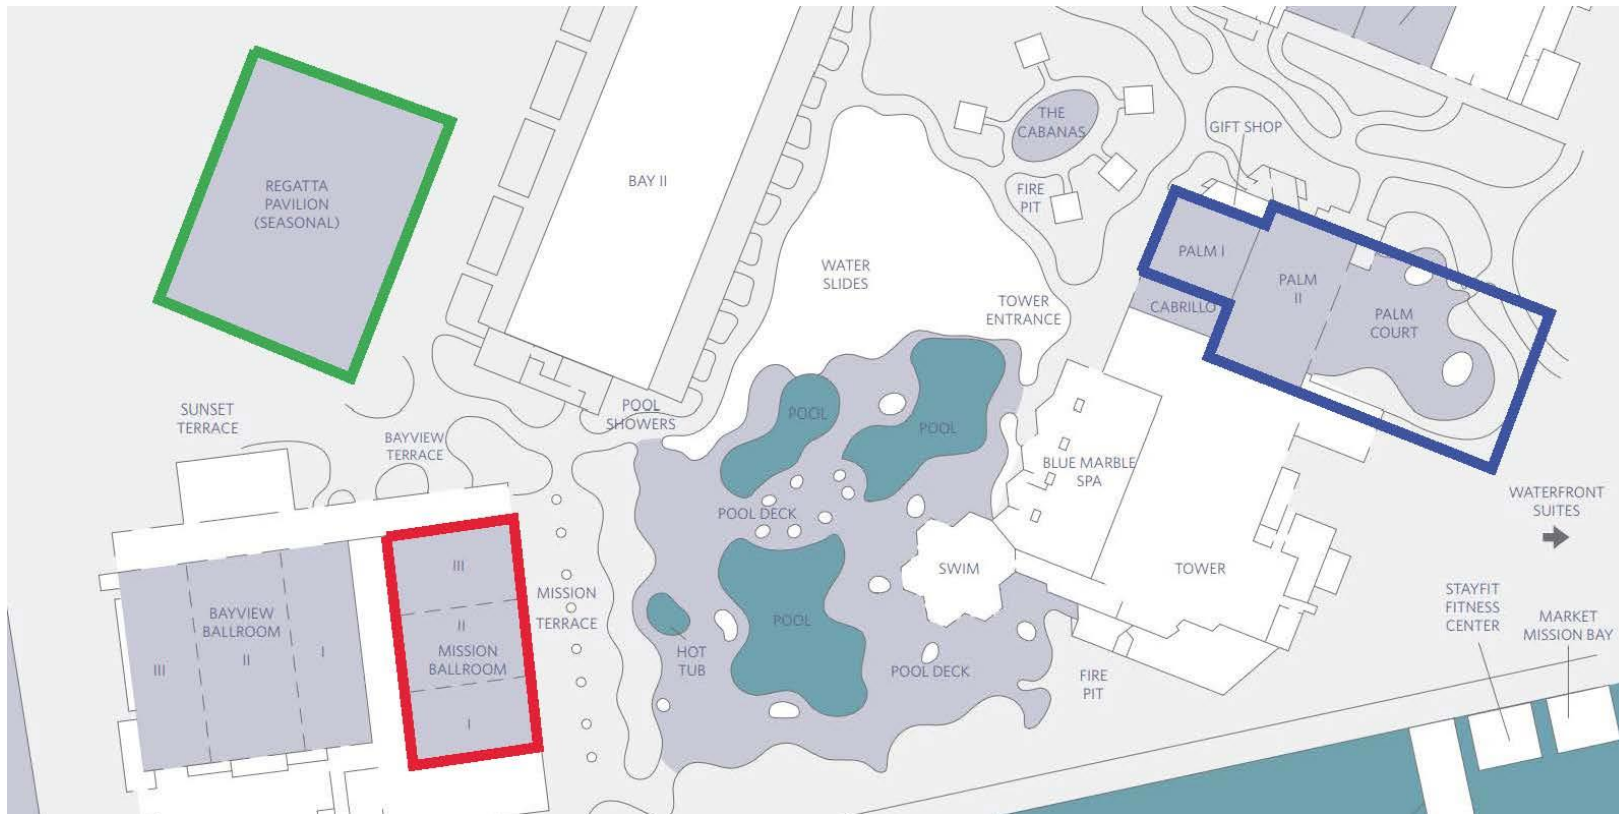 REGATTA
PAVILION
(SEASONAL)
BAY II
THE
CABANAS
GIFT SHOP
FIRE
PIT
PALM I
CABRILLO
PALM
II
PALM
COURT
WATER
SLIDES
TOWER
ENTRANCE
SUNSET
TERRACE
BAYVIEW
TERRACE
POOL
SHOWERS
POOL
POOL
BLUE MARBLE
SPA
POOL DECK
WATERFRONT
SUITES
SWIM
TOWER
III
II
MISSION
BALLROOM
I
MISSION
TERRACE
BAYVIEW
BALLROOM
III
II
I
POOL
HOT
TUB
POOL DECK
FIRE
PIT
STAYFIT
FITNESS
CENTER
MARKET
MISSION BAY